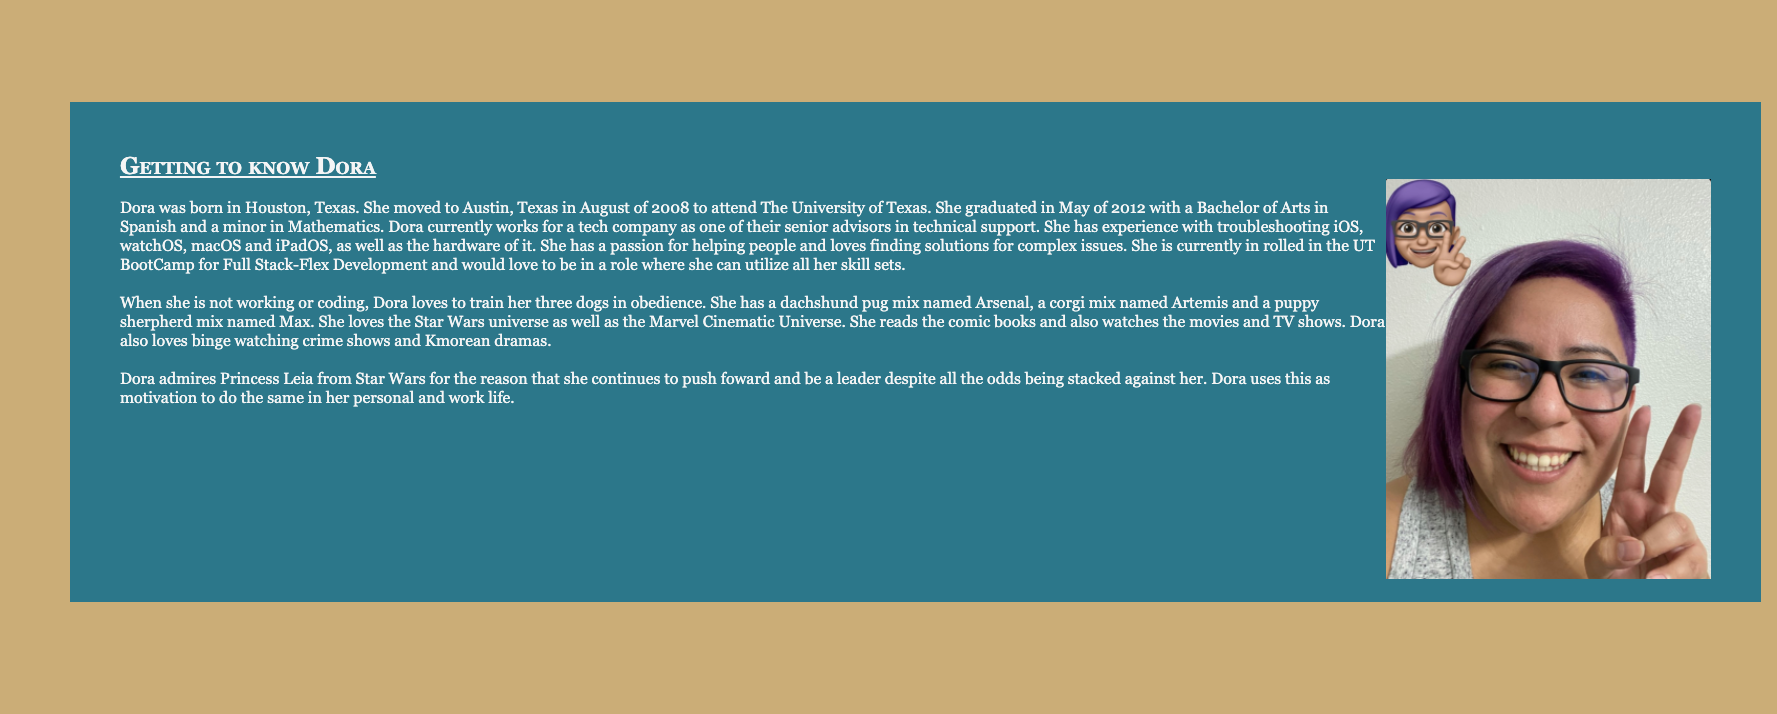 Getting to know Dora
Dora was born in Houston, Texas. She moved to Austin, Texas in August of 2008 to attend The University of Texas. She graduated in May of 2012 with a Bachelor of Arts in
Spanish and a minor in Mathematics. Dora currently works for a tech company as one of their senior advisors in technical support. She has experience with troubleshooting iOS,
watchOS, macOS and iPadOS, as well as the hardware of it. She has a passion for helping people and loves finding solutions for complex issues. She is currently in rolled in the UT
BootCamp for Full Stack-Flex Development and would love to be in a role where she can utilize all her skill sets.
When she is not working or coding, Dora loves to train her three dogs in obedience. She has a dachshund pug mix named Arsenal, a corgi mix named Artemis and a puppy
sherpherd mix named Max. She loves the Star Wars universe as well as the Marvel Cinematic Universe. She reads the comic books and also watches the movies and TV shows. Dora
also loves binge watching crime shows and Kmorean dramas.
Dora admires Princess Leia from Star Wars for the reason that she continues to push foward and be a leader despite all the odds being stacked against her. Dora uses this as
motivation to do the same in her personal and work life.